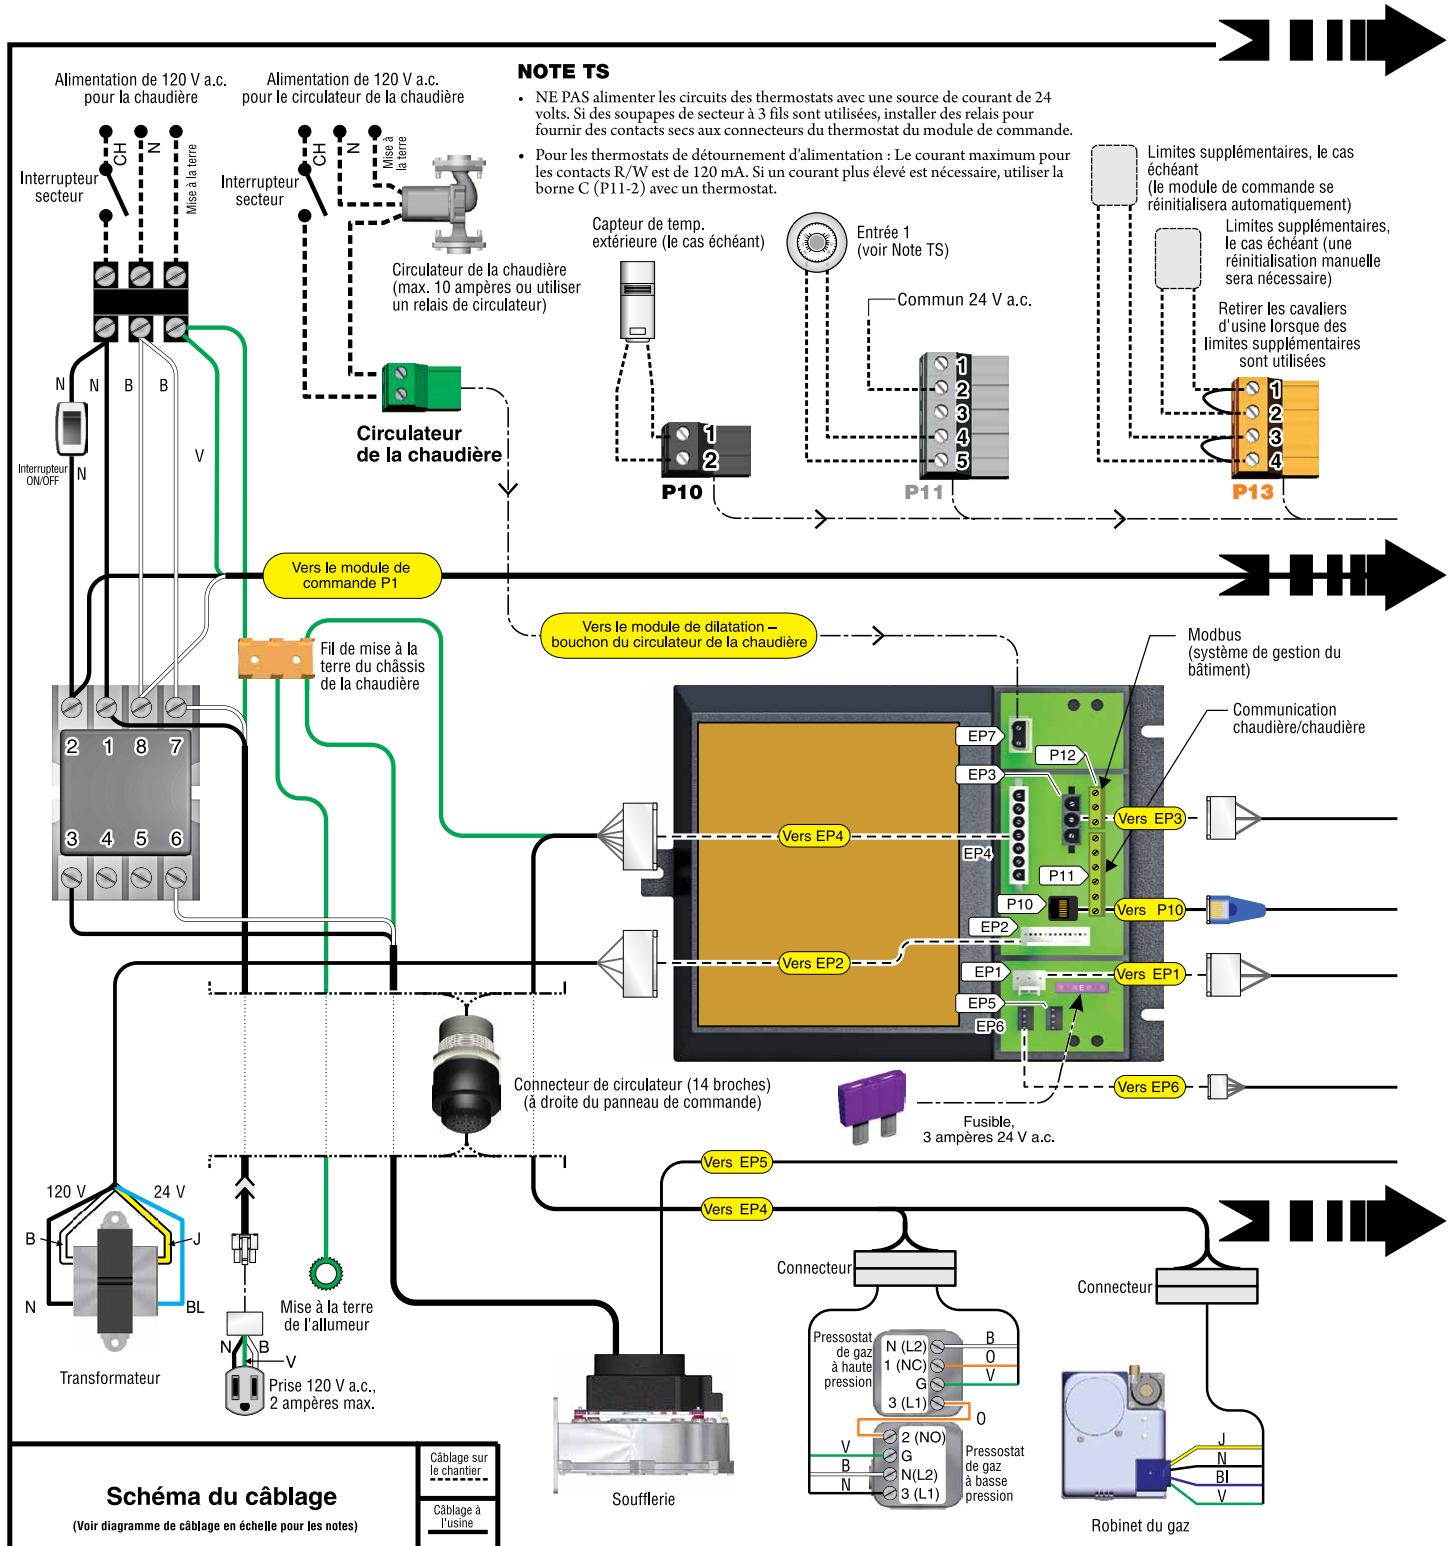 Alimentation de 120 V a.c.
pour la chaudière
Alimentation de 120 V a.c.
pour le circulateur de la chaudière
CH
N
Mise à la terre
Interrupteur
secteur
CH
N
Mise à
la terre
Interrupteur
secteur
Circulateur de la chaudière
(max. 10 ampères ou utiliser
un relais de circulateur)
NOTE TS
• NE PAS alimenter les circuits des thermostats avec une source de courant de 24
volts. Si des soupapes de secteur à 3 fils sont utilisées, installer des relais pour
fournir des contacts secs aux connecteurs du thermostat du module de commande.
• Pour les thermostats de détournement d'alimentation : Le courant maximum pour
les contacts R/W est de 120 mA. Si un courant plus élevé est nécessaire, utiliser la
borne C (P11-2) avec un thermostat.
Capteur de temp.
extérieure (le cas échéant)
Entrée 1
(voir Note TS)
Commun 24 V a.c.
Limites supplémentaires, le cas
échéant
(le module de commande se
réinitialisera automatiquement)
Limites supplémentaires,
le cas échéant (une
réinitialisation manuelle
sera nécessaire)
Retirer les cavaliers
d'usine lorsque des
limites supplémentaires
sont utilisées
N
N
B
B
V
Interrupteur
ON/OFF
N
Circulateur
de la chaudière
1
2
P10
1
2
3
4
5
P11
1
2
3
4
P13
Vers le module de
commande P1
Vers le module de dilatation –
bouchon du circulateur de la chaudière
Fil de mise à la
terre du châssis
de la chaudière
Modbus
(système de gestion du
bâtiment)
Communication
chaudière/chaudière
2 1 8 7
3 4 5 6
EP7
P12
EP3
Vers EP3
Vers EP4
EP4
P11
P10
Vers P10
EP2
Vers EP2
EP1
Vers EP1
E
EP5
EP6
Vers EP6
Connecteur de circulateur (14 broches)
(à droite du panneau de commande)
Fusible,
3 ampères 24 V a.c.
Vers EP5
Vers EP4
120 V
24 V
B
J
N
BL
Transformateur
Mise à la terre
de l'allumeur
N
B
V
Prise 120 V a.c.,
2 ampères max.
Soufflerie
Connecteur
Connecteur
Pressostat
de gaz
à haute
pression
N (L2)
1 (NC)
G
3 (L1)
B
O
V
O
2 (NO)
G
N(L2)
3 (L1)
V
B
N
Pressostat
de gaz
à basse
pression
J
N
Bl
V
Robinet du gaz
Schéma du câblage
(Voir diagramme de câblage en échelle pour les notes)
Câblage sur
le chantier
Câblage à
l'usine